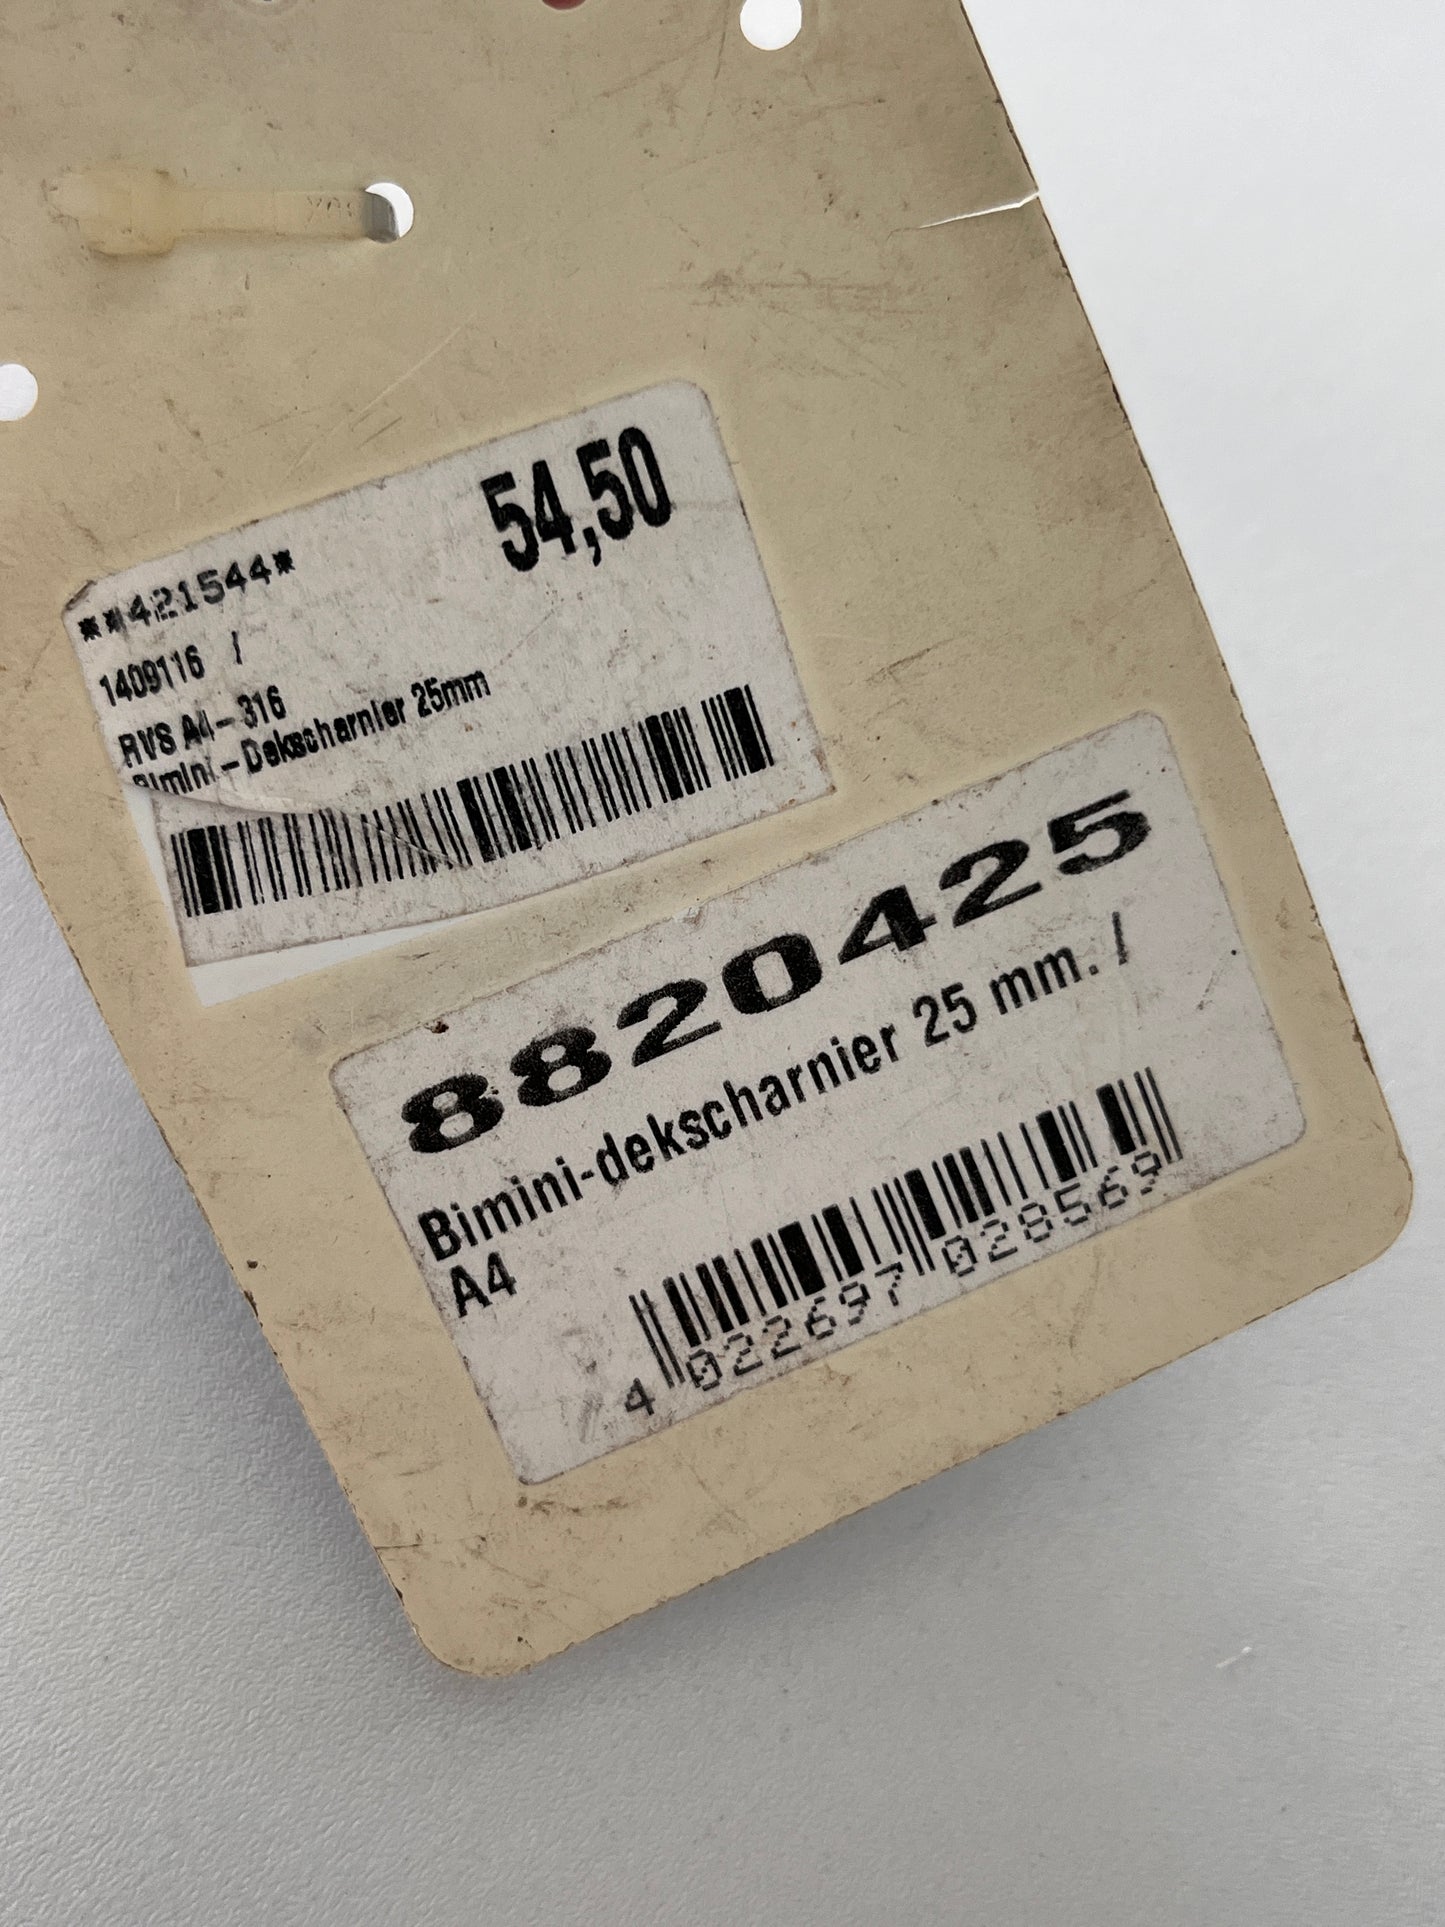 54,50
**421544*
1409116 /
RVS A4-316
Bimini-Dekscharnier 25mm
8820425
Bimini-dekscharnier 25 mm. /
A4
4 022697 028569